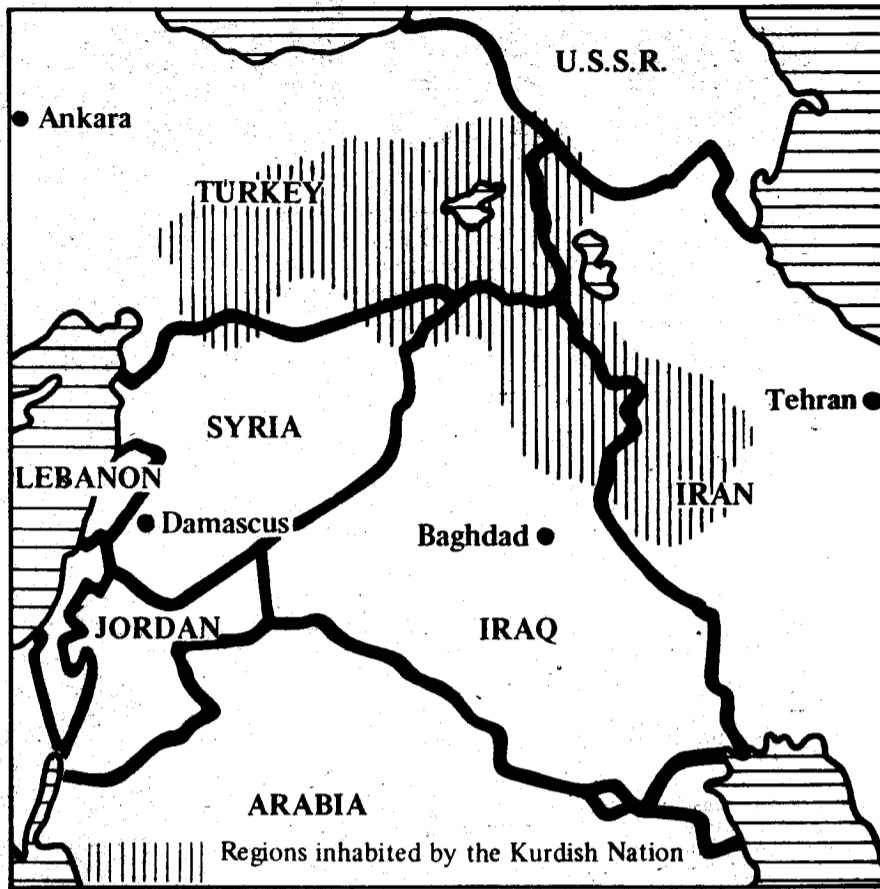 U.S.S.R.
Ankara
TURKEY
Tehran
SYRIA
LEBANON
IRAN
Damascus
Baghdad
JORDAN
IRAQ
ARABIA
Regions inhabited by the Kurdish Nation